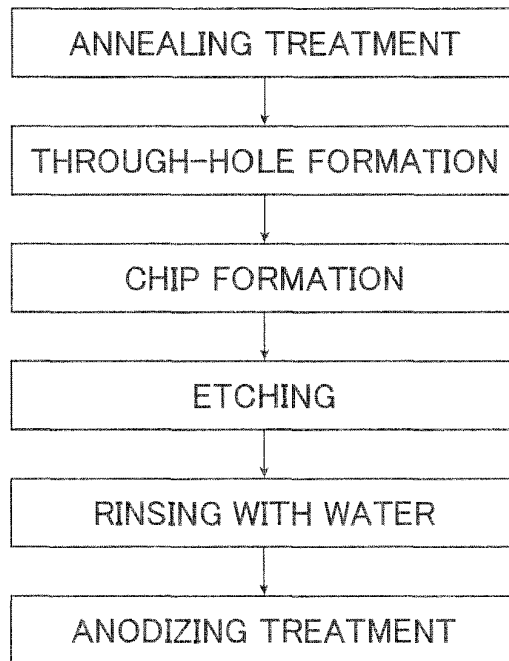 ANNEALING TREATMENT
THROUGH-HOLE FORMATION
CHIP FORMATION
ETCHING
RINSING WITH WATER
ANODIZING TREATMENT